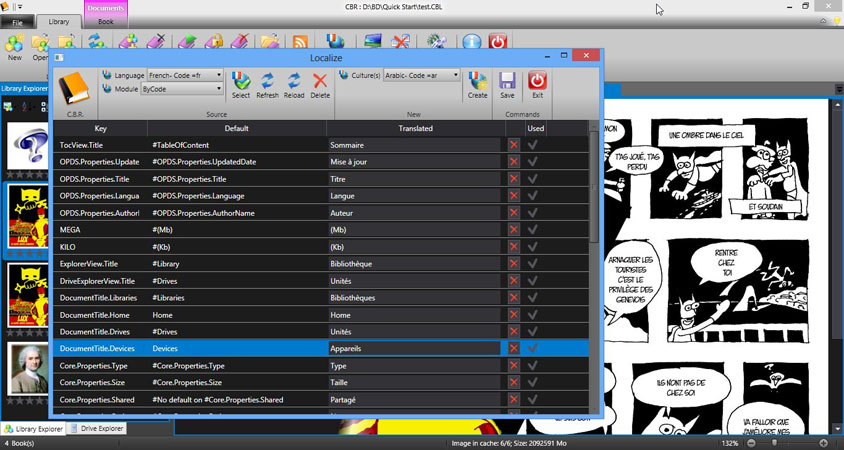 CBR : D:\BD\Quick Start\test.CBL
Documents
File
Library
Book
New
Open
Library Explorer
Localize
Language
French- Code =fr
Module
ByCode
Select
Refresh
Reload
Delete
Culture(s)
Arabic- Code =ar
Create
Save
Exit
C.B.R.
Source
New
Commands
Key Default Translated Used
TocView.Title #TableOfContent Sommaire
OPDS.Properties.Update #OPDS.Properties.UpdatedDate Mise à jour
OPDS.Properties.Title #OPDS.Properties.Title Titre
OPDS.Properties.Langua #OPDS.Properties.Language Langue
OPDS.Properties.Authorl #OPDS.Properties.AuthorName Auteur
MEGA #(Mb) (Mb)
KILO #(Kb) (Kb)
ExplorerView.Title #Library Bibliothèque
DriveExplorerView.Title #Drives Unités
DocumentTitle.Libraries #Libraries Bibliothèques
DocumentTitle.Home Home Home
DocumentTitle.Drives #Drives Unités
DocumentTitle.Devices Devices Appareils
Core.Properties.Type #Core.Properties.Type Type
Core.Properties.Size #Core.Properties.Size Taille
Core.Properties.Shared #No default on #Core.Properties.Shared Partagé
LUX
LUX
MON
T'AS JOUÉ, T'AS
PERDU
UNE OMBRE DANS LE CIEL
ET SOUDAIN
ARNAQUER LES
TOURISTES
C'EST LE
PRIVILÈGE DES
GENEVOIS
RENTRE
CHEZ
TOI
ILS N'ONT PAS DE
CHEZ SOI
VA FALLOIR QUE
J'AMÉLIORE MES
Library Explorer
Drive Explorer
4 Book(s)
Image in cache: 6/6; Size: 2092591 Mo
132%